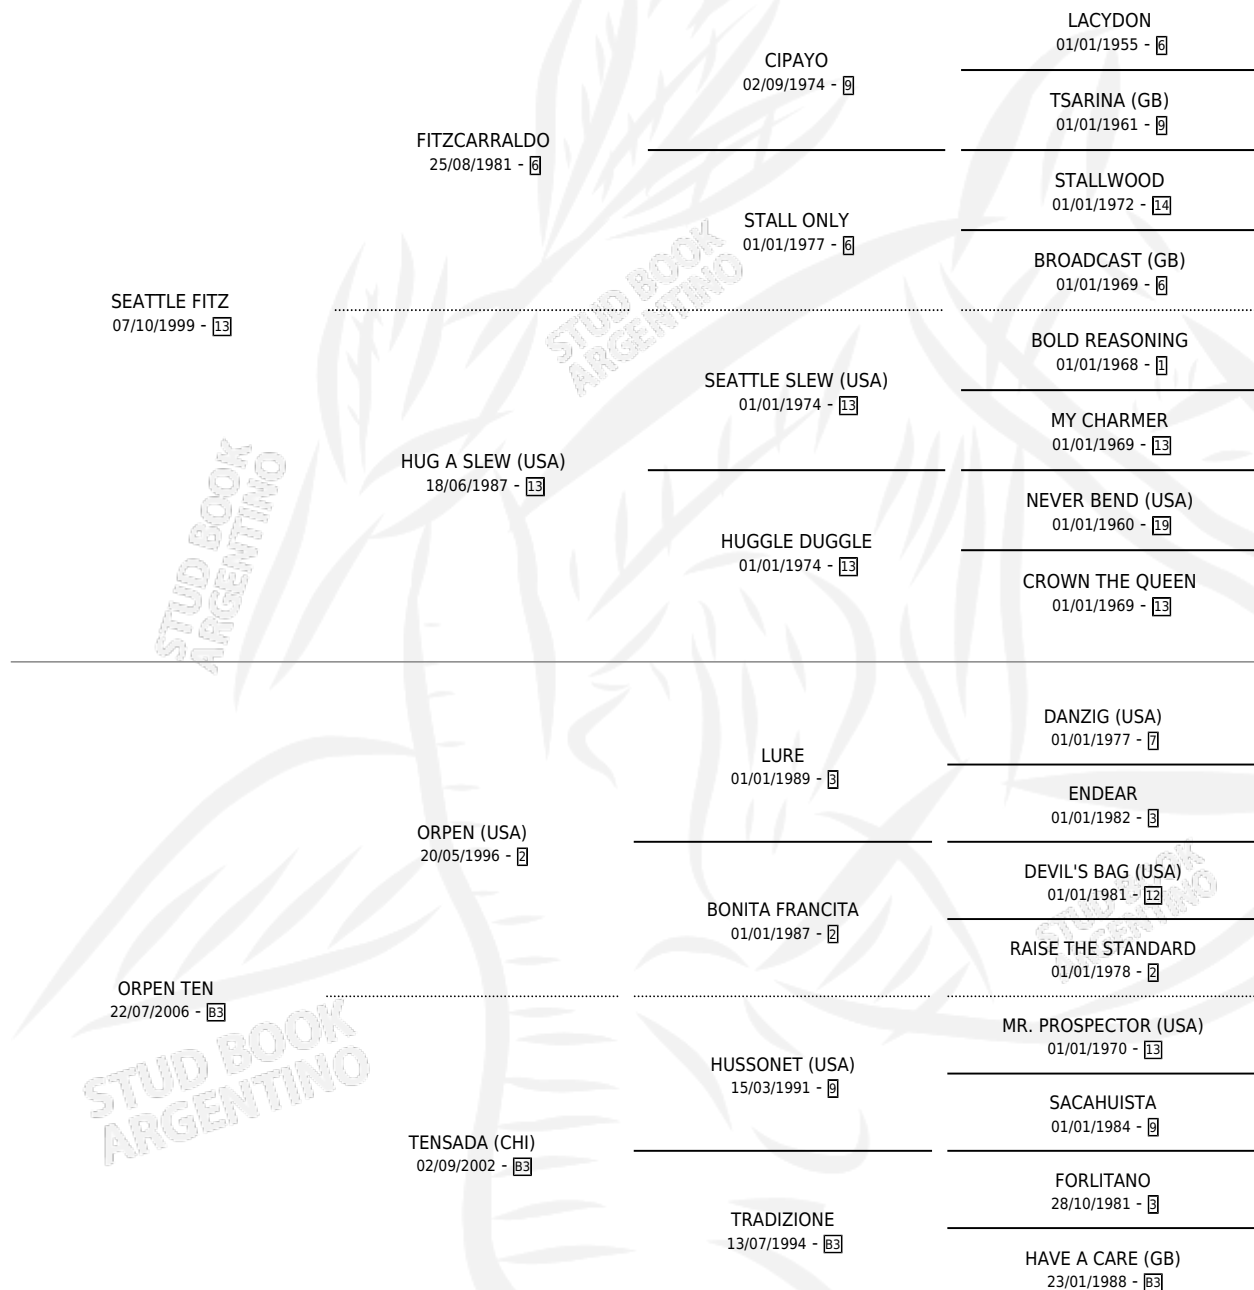 LACYDON
01/01/1955 - 6
CIPAYO
02/09/1974 - 9
TSARINA (GB)
01/01/1961 - 9
FITZCARRALDO
25/08/1981 - 6
STALLWOOD
01/01/1972 - 14
STALL ONLY
01/01/1977 - 6
BROADCAST (GB)
01/01/1969 - 6
SEATTLE FITZ
07/10/1999 - 13
BOLD REASONING
01/01/1968 - 1
SEATTLE SLEW (USA)
01/01/1974 - 13
MY CHARMER
01/01/1969 - 13
HUG A SLEW (USA)
18/06/1987 - 13
NEVER BEND (USA)
01/01/1960 - 19
HUGGLE DUGGLE
01/01/1974 - 13
CROWN THE QUEEN
01/01/1969 - 13
DANZIG (USA)
01/01/1977 - 7
LURE
01/01/1989 - 3
ENDEAR
01/01/1982 - 3
ORPEN (USA)
20/05/1996 - 2
DEVIL'S BAG (USA)
01/01/1981 - 12
BONITA FRANCITA
01/01/1987 - 2
RAISE THE STANDARD
01/01/1978 - 2
ORPEN TEN
22/07/2006 - B3
MR. PROSPECTOR (USA)
01/01/1970 - 13
HUSSONET (USA)
15/03/1991 - 9
SACAHUISTA
01/01/1984 - 9
TENSADA (CHI)
02/09/2002 - B3
FORLITANO
28/10/1981 - 3
TRADIZIONE
13/07/1994 - B3
HAVE A CARE (GB)
23/01/1988 - B3
STUD BOOK
ARGENTINO
STUD BOOK
ARGENTINO
STUD BOOK
ARGENTINO
STUD BOOK
ARGENTINO